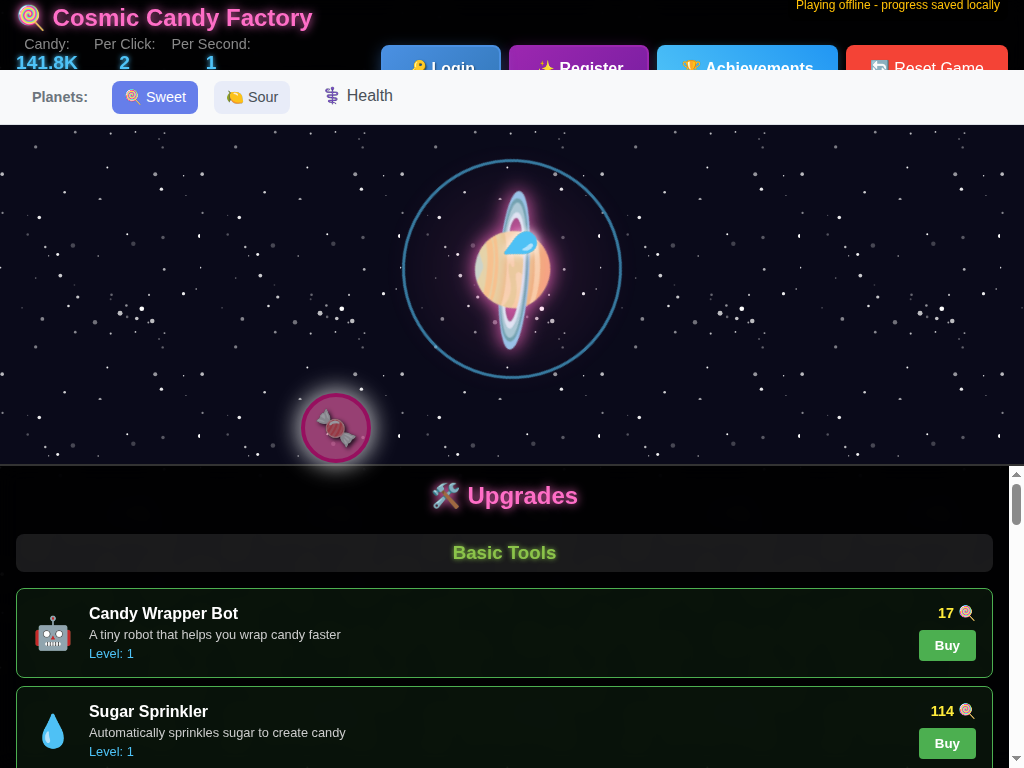 Cosmic Candy Factory
Playing offline - progress saved locally
Candy:
141.8K
Per Click:
2
Per Second:
1
Login
Register
Achievements
Reset Game
Planets:
Sweet
Sour
Health
Upgrades
Basic Tools
Candy Wrapper Bot
A tiny robot that helps you wrap candy faster
Level: 1
17
Buy
Sugar Sprinkler
Automatically sprinkles sugar to create candy
Level: 1
114
Buy